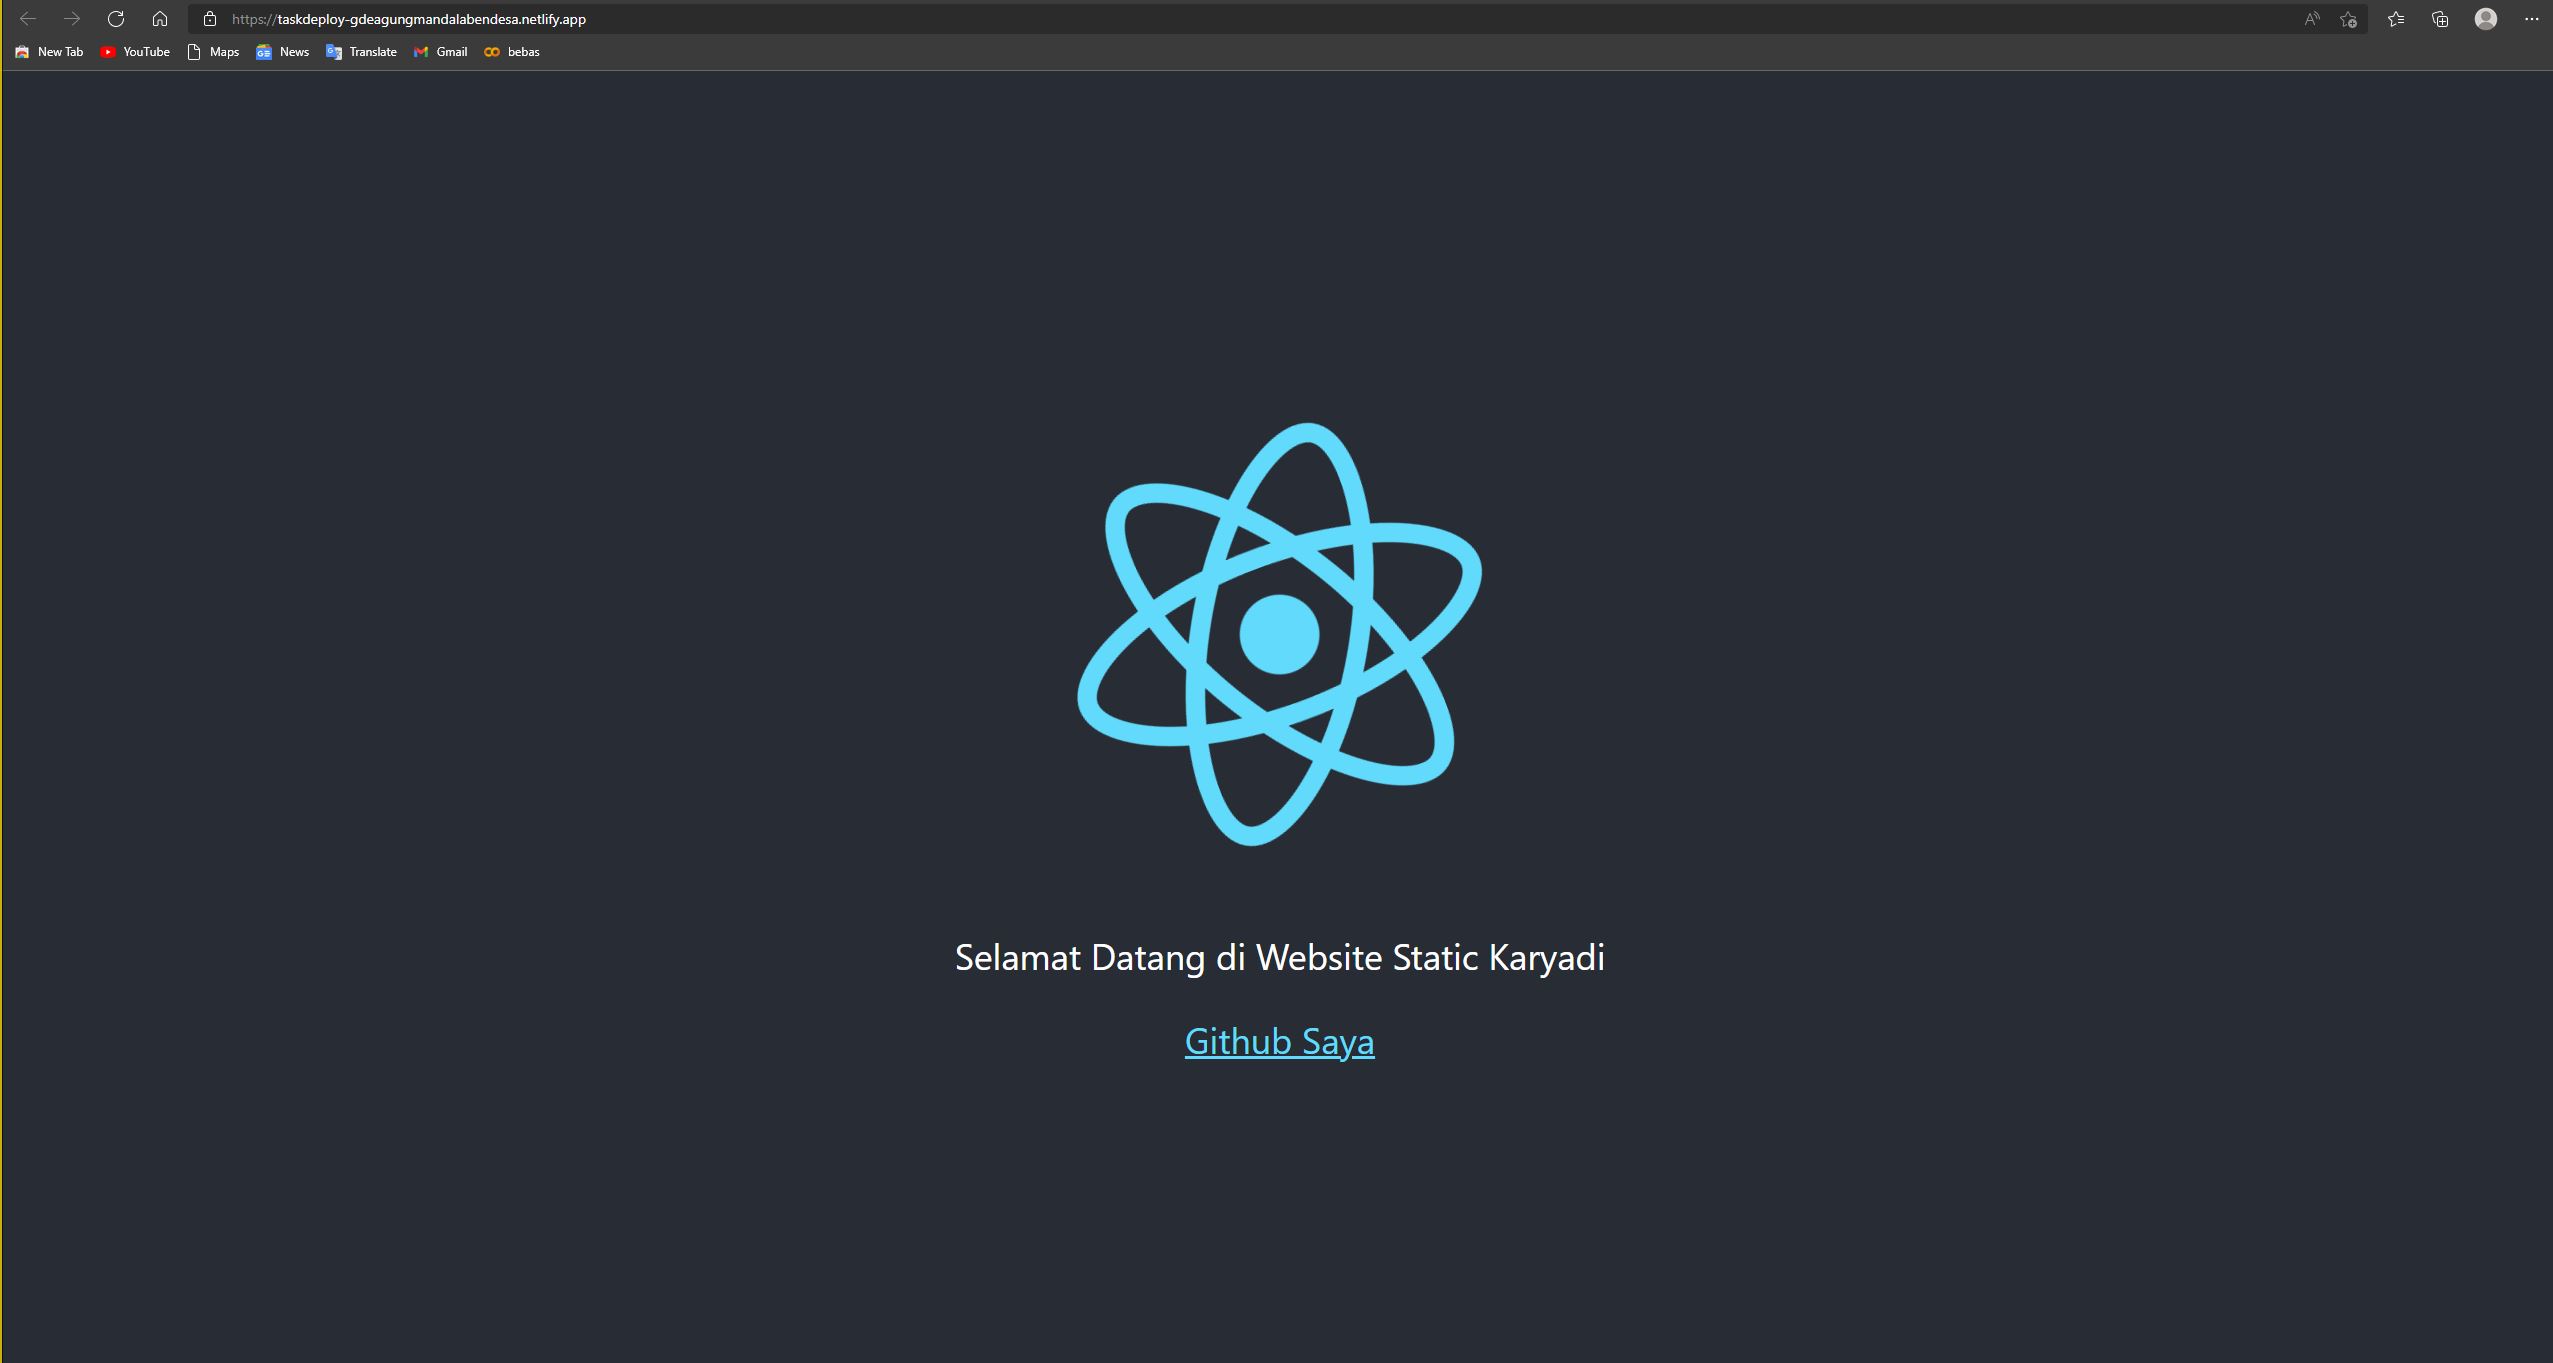 https://taskdeploy-gdeagungmandalabendesa.netlify.app
New Tab YouTube Maps News Translate Gmail bebas
Selamat Datang di Website Static Karyadi
Github Saya